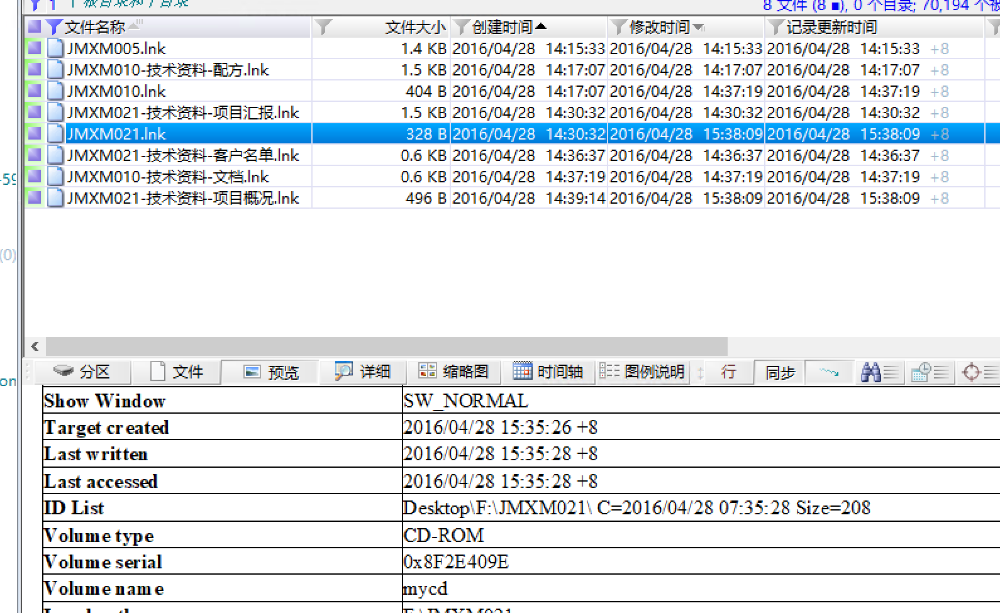 8 文件 (8 ■), 0 个目录; 70,194 个被
文件名称 文件大小 创建时间 修改时间 记录更新时间
JMXM005.lnk 1.4 KB 2016/04/28 14:15:33 2016/04/28 14:15:33 2016/04/28 14:15:33 +8
JMXM010-技术资料-配方.lnk 1.5 KB 2016/04/28 14:17:07 2016/04/28 14:17:07 2016/04/28 14:17:07 +8
JMXM010.lnk 404 B 2016/04/28 14:17:07 2016/04/28 14:37:19 2016/04/28 14:37:19 +8
JMXM021-技术资料-项目汇报.lnk 1.5 KB 2016/04/28 14:30:32 2016/04/28 14:30:32 2016/04/28 14:30:32 +8
JMXM021.lnk 328 B 2016/04/28 14:30:32 2016/04/28 15:38:09 2016/04/28 15:38:09 +8
JMXM021-技术资料-客户名单.lnk 0.6 KB 2016/04/28 14:36:37 2016/04/28 14:36:37 2016/04/28 14:36:37 +8
JMXM010-技术资料-文档.lnk 0.6 KB 2016/04/28 14:37:19 2016/04/28 14:37:19 2016/04/28 14:37:19 +8
-59
JMXM021-技术资料-项目概况.lnk 496 B 2016/04/28 14:39:14 2016/04/28 15:38:09 2016/04/28 15:38:09 +8
(0)
分区 文件 预览 详细 缩略图 时间轴 图例说明 行 同步
on
Show Window SW_NORMAL
Target created 2016/04/28 15:35:26 +8
Last written 2016/04/28 15:35:28 +8
Last accessed 2016/04/28 15:35:28 +8
ID List Desktop\F:\JMXM021\ C=2016/04/28 07:35:28 Size=208
Volume type CD-ROM
Volume serial 0x8F2E409E
Volume name mycd